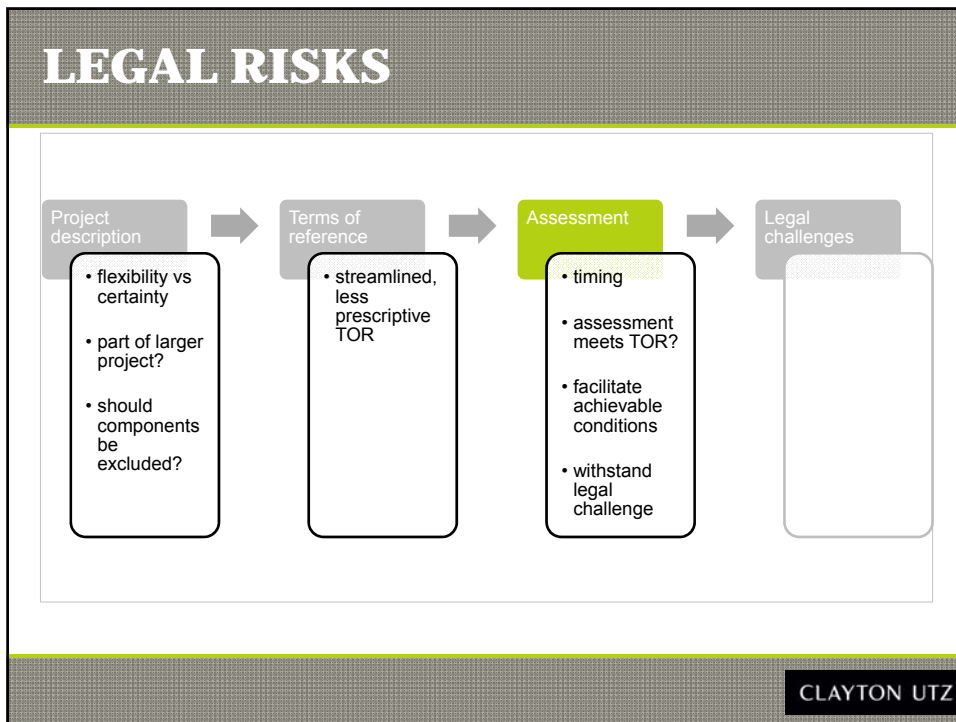 LEGAL RISKS
Project
description
• flexibility vs
certainty
• part of larger
project?
• should
components
be
excluded?
Terms of
reference
• streamlined,
less
prescriptive
TOR
Assessment
• timing
• assessment
meets TOR?
• facilitate
achievable
conditions
• withstand
legal
challenge
Legal
challenges
CLAYTON UTZ